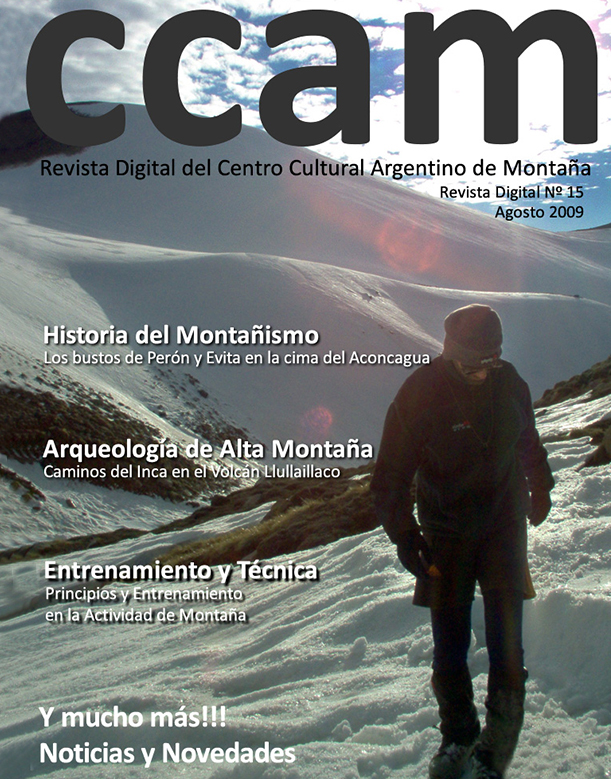 ccam
Revista Digital del Centro Cultural Argentino de Montaña
Revista Digital Nº 15
Agosto 2009
Historia del Montañismo
Los bustos de Perón y Evita en la cima del Aconcagua
Arqueología de Alta Montaña
Caminos del Inca en el Volcán Llullaillaco
Entrenamiento y Técnica
Principios y Entrenamiento
en la Actividad de Montaña
Y mucho más!!!
Noticias y Novedades